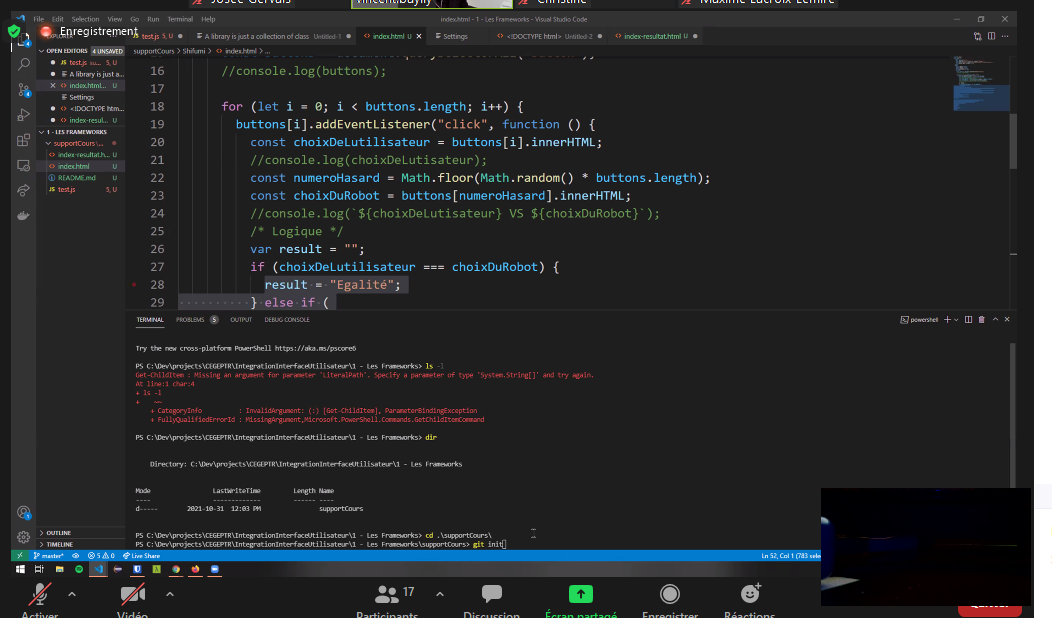 Josée Gervais
vincent.bayily
Christine
Maxime Lacroix-Lemire
File Edit Selection View Go Run Terminal Help
index.html - 1 - Les Frameworks - Visual Studio Code
Enregistrement
test.js 5, U
A library is just a collection of class Untitled-1
index.html U
Settings
<!DOCTYPE html> Untitled-2
index-resultat.html U
OPEN EDITORS 4 UNSAVED
supportCours > Shifumi > index.html > ...
test.js su... 5, U
A library is just a...
index.html... U
Settings
<!DOCTYPE htm...
index-resul... U
1 - LES FRAMEWORKS
supportCours\...
index-resultat.h... U
index.html U
README.md U
test.js 5, U
16 //console.log(buttons);
17
18 for (let i = 0; i < buttons.length; i++) {
19 buttons[i].addEventListener("click", function () {
20 const choixDeLutilisateur = buttons[i].innerHTML;
21 //console.log(choixDeLutisateur);
22 const numeroHasard = Math.floor(Math.random() * buttons.length);
23 const choixDuRobot = buttons[numeroHasard].innerHTML;
24 //console.log(`${choixDeLutisateur} VS ${choixDuRobot}`);
25 /* Logique */
26 var result = "";
27 if (choixDeLutilisateur === choixDuRobot) {
28 result = "Egalité";
29 } else if (
TERMINAL PROBLEMS 5 OUTPUT DEBUG CONSOLE
powershell
Try the new cross-platform PowerShell https://aka.ms/pscore6
PS C:\Dev\projects\CEGEPTR\IntegrationInterfaceUtilisateur\1 - Les Frameworks> ls -l
Get-ChildItem : Missing an argument for parameter 'LiteralPath'. Specify a parameter of type 'System.String[]' and try again.
At line:1 char:4
+ ls -l
+ ~~
+ CategoryInfo : InvalidArgument: (:) [Get-ChildItem], ParameterBindingException
+ FullyQualifiedErrorId : MissingArgument,Microsoft.PowerShell.Commands.GetChildItemCommand
PS C:\Dev\projects\CEGEPTR\IntegrationInterfaceUtilisateur\1 - Les Frameworks> dir
Directory: C:\Dev\projects\CEGEPTR\IntegrationInterfaceUtilisateur\1 - Les Frameworks
Mode LastWriteTime Length Name
---- ------------- ------ ----
d----- 2021-10-31 12:03 PM supportCours
PS C:\Dev\projects\CEGEPTR\IntegrationInterfaceUtilisateur\1 - Les Frameworks> cd .\supportCours\
PS C:\Dev\projects\CEGEPTR\IntegrationInterfaceUtilisateur\1 - Les Frameworks\supportCours> git init
OUTLINE
TIMELINE
master* 5 0 Live Share
Ln 52, Col 1 (783 sele
17
Activer
Vidéo
Participants
Discussion
Écran partagé
Enregistrer
Réactions